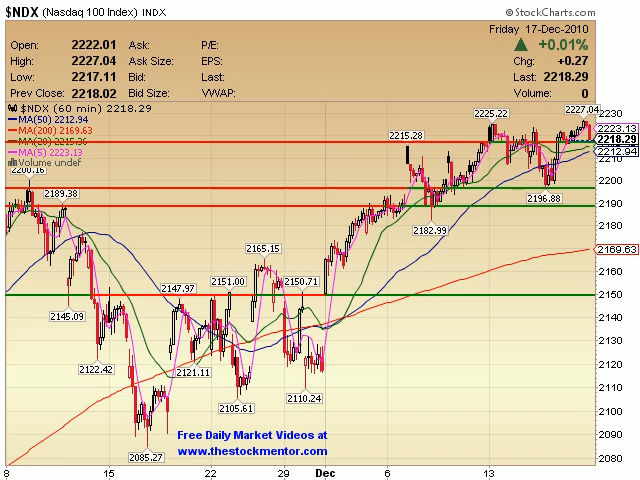 $NDX (Nasdaq 100 Index) INDX © StockCharts.com
Friday 17-Dec-2010
Open: 2222.01 Ask: P/E: +0.01%
High: 2227.04 Ask Size: EPS: Chg: +0.27
Low: 2217.11 Bid: Last: Last: 2218.29
Prev Close: 2218.02 Bid Size: VWAP: Volume: 0
$NDX (60 min) 2218.29
MA(50) 2212.94
MA(200) 2169.63
MA(5) 2223.13
Volume undef
2200.16
2189.38
2145.09
2122.42
2085.27
2147.97
2121.11
2151.00
2105.61
2165.15
2150.71
2110.24
2215.28
2182.99
2225.22
2196.88
2227.04
2230
2223.13
2218.29
2212.94
2210
2200
2190
2180
2169.63
2160
2150
2140
2130
2120
2110
2100
2090
2080
Free Daily Market Videos at
www.thestockmentor.com
8 15 22 29 Dec 6 13